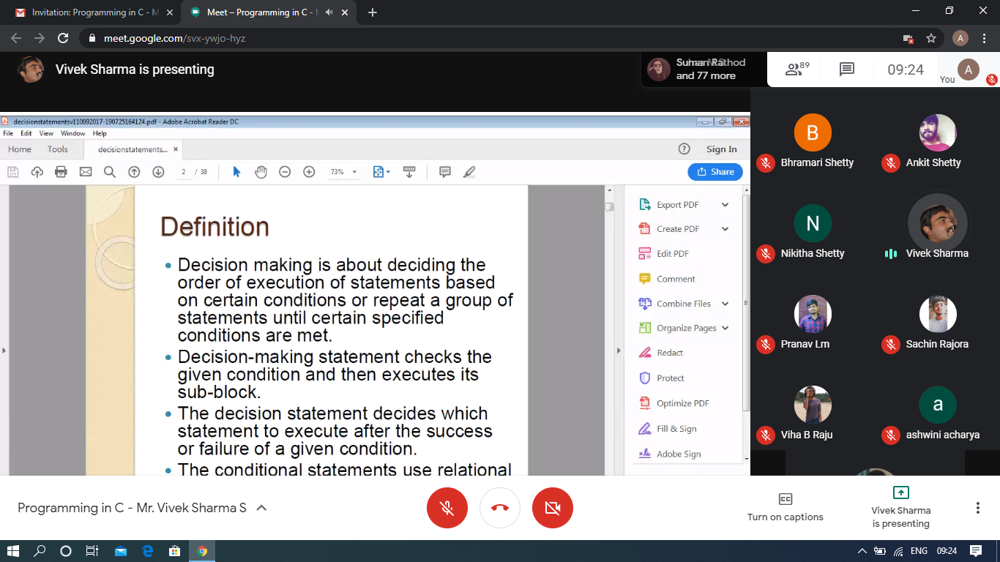 Invitation: Programming in C - M
Meet – Programming in C -
meet.google.com/svx-ywjo-hyz
A
Vivek Sharma is presenting
Suman Rathod
and 77 more
89
09:24
You
A
decisionstatementsv110092017-190725164124.pdf - Adobe Acrobat Reader DC
File Edit View Window Help
Home Tools decisionstatements... Sign In
2 / 38 73% Share
Definition
• Decision making is about deciding the
order of execution of statements based
on certain conditions or repeat a group of
statements until certain specified
conditions are met.
• Decision-making statement checks the
given condition and then executes its
sub-block.
• The decision statement decides which
statement to execute after the success
or failure of a given condition.
• The conditional statements use relational
Export PDF
Create PDF
Edit PDF
Comment
Combine Files
Organize Pages
Redact
Protect
Optimize PDF
Fill & Sign
Adobe Sign
B
Bhramari Shetty
Ankit Shetty
N
Nikitha Shetty
Vivek Sharma
Pranav Lm
Sachin Rajora
Viha B Raju
a
ashwini acharya
Programming in C - Mr. Vivek Sharma S
CC
Turn on captions
Vivek Sharma
is presenting
ENG 09:24